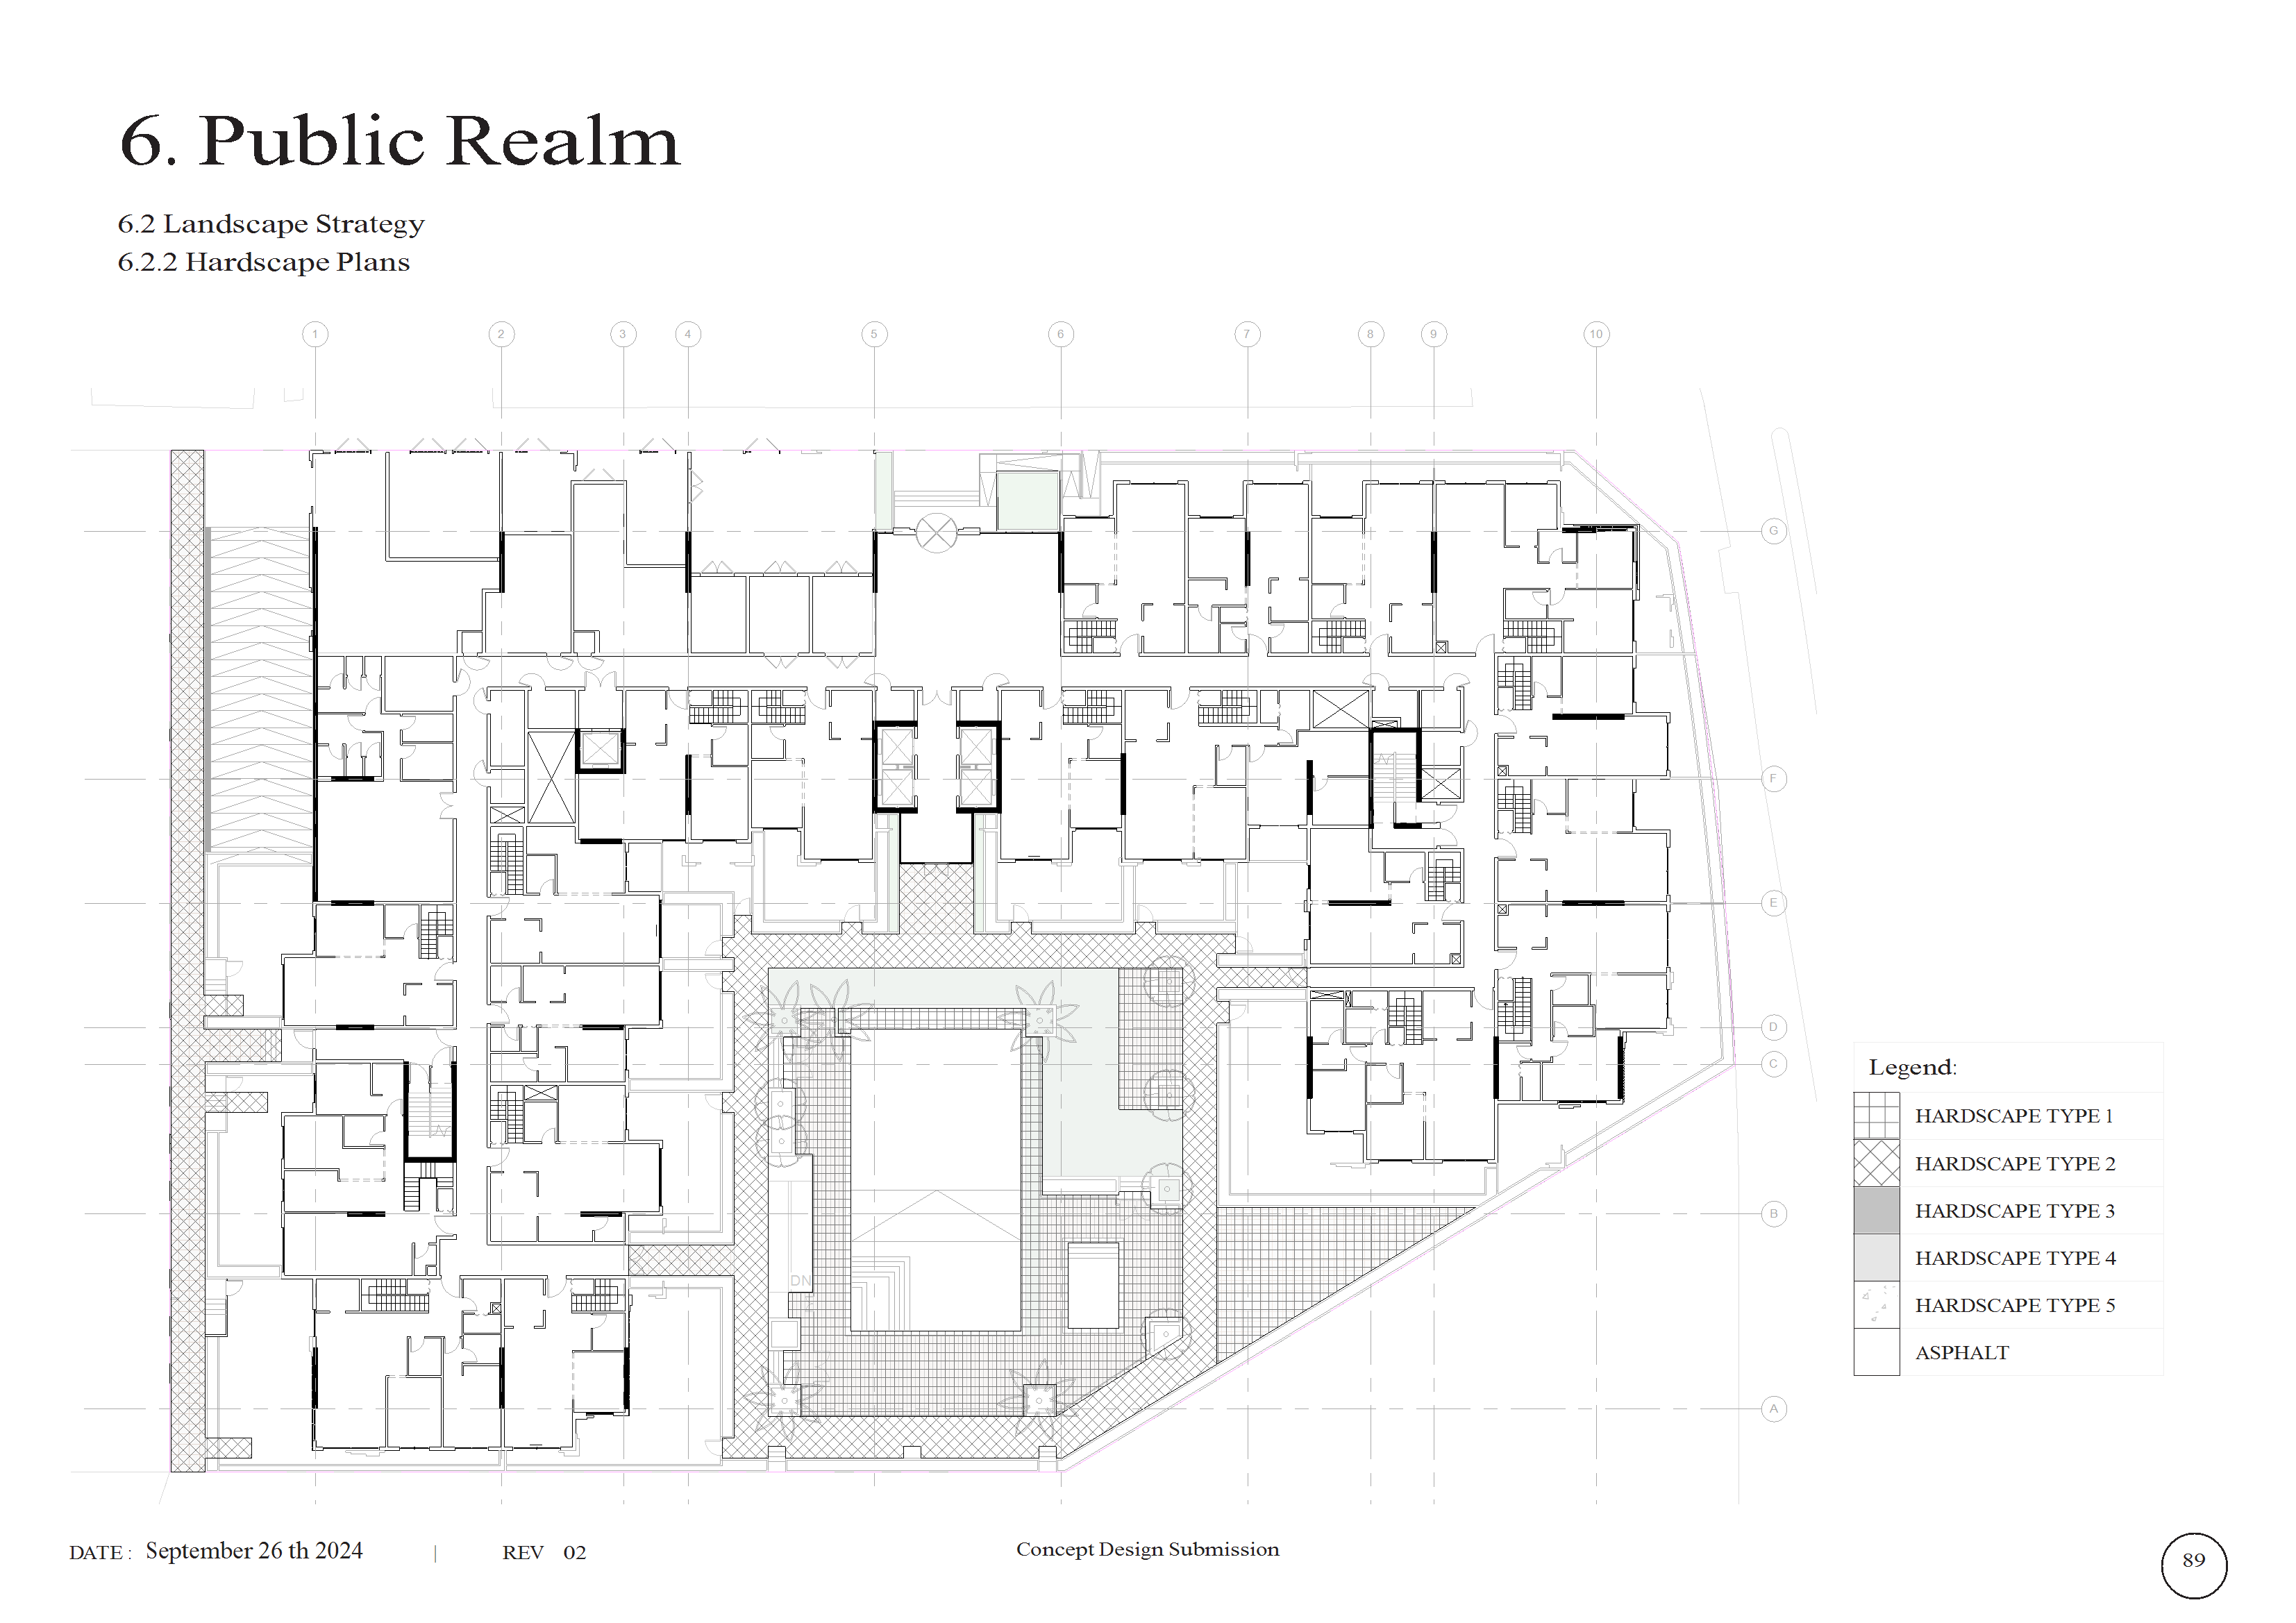 6. Public Realm
6.2 Landscape Strategy
6.2.2 Hardscape Plans
1 2 3 4 5 6 7 8 9 10
G
F
E
D
C
B
A
DN
Legend:
HARDSCAPE TYPE 1
HARDSCAPE TYPE 2
HARDSCAPE TYPE 3
HARDSCAPE TYPE 4
HARDSCAPE TYPE 5
ASPHALT
DATE : September 26 th 2024 | REV 02
Concept Design Submission
89